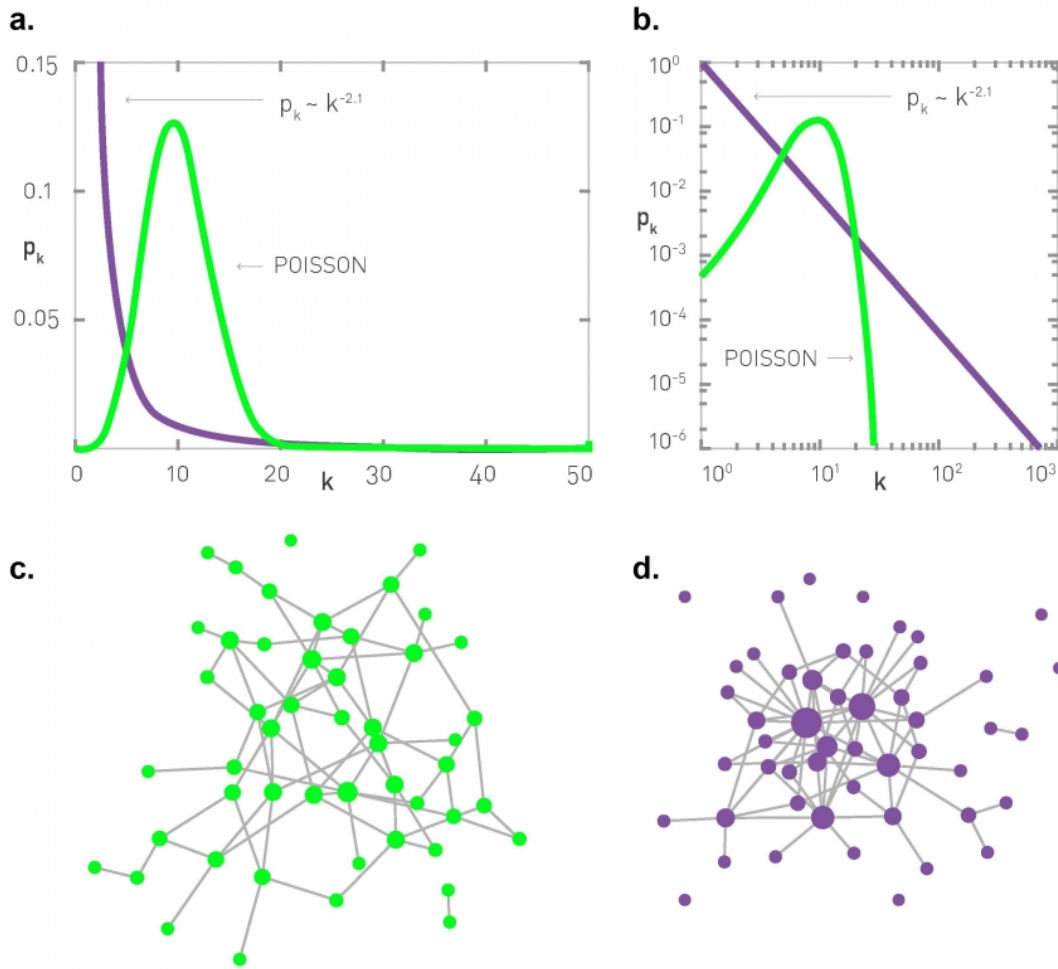 a.
0.15
0.1
0.05
p_k
p_k ~ k^-2.1
POISSON
0
10
20
30
40
50
k
b.
10^0
10^-1
10^-2
10^-3
10^-4
10^-5
10^-6
p_k
p_k ~ k^-2.1
POISSON
10^0
10^1
10^2
10^3
k
c.
d.